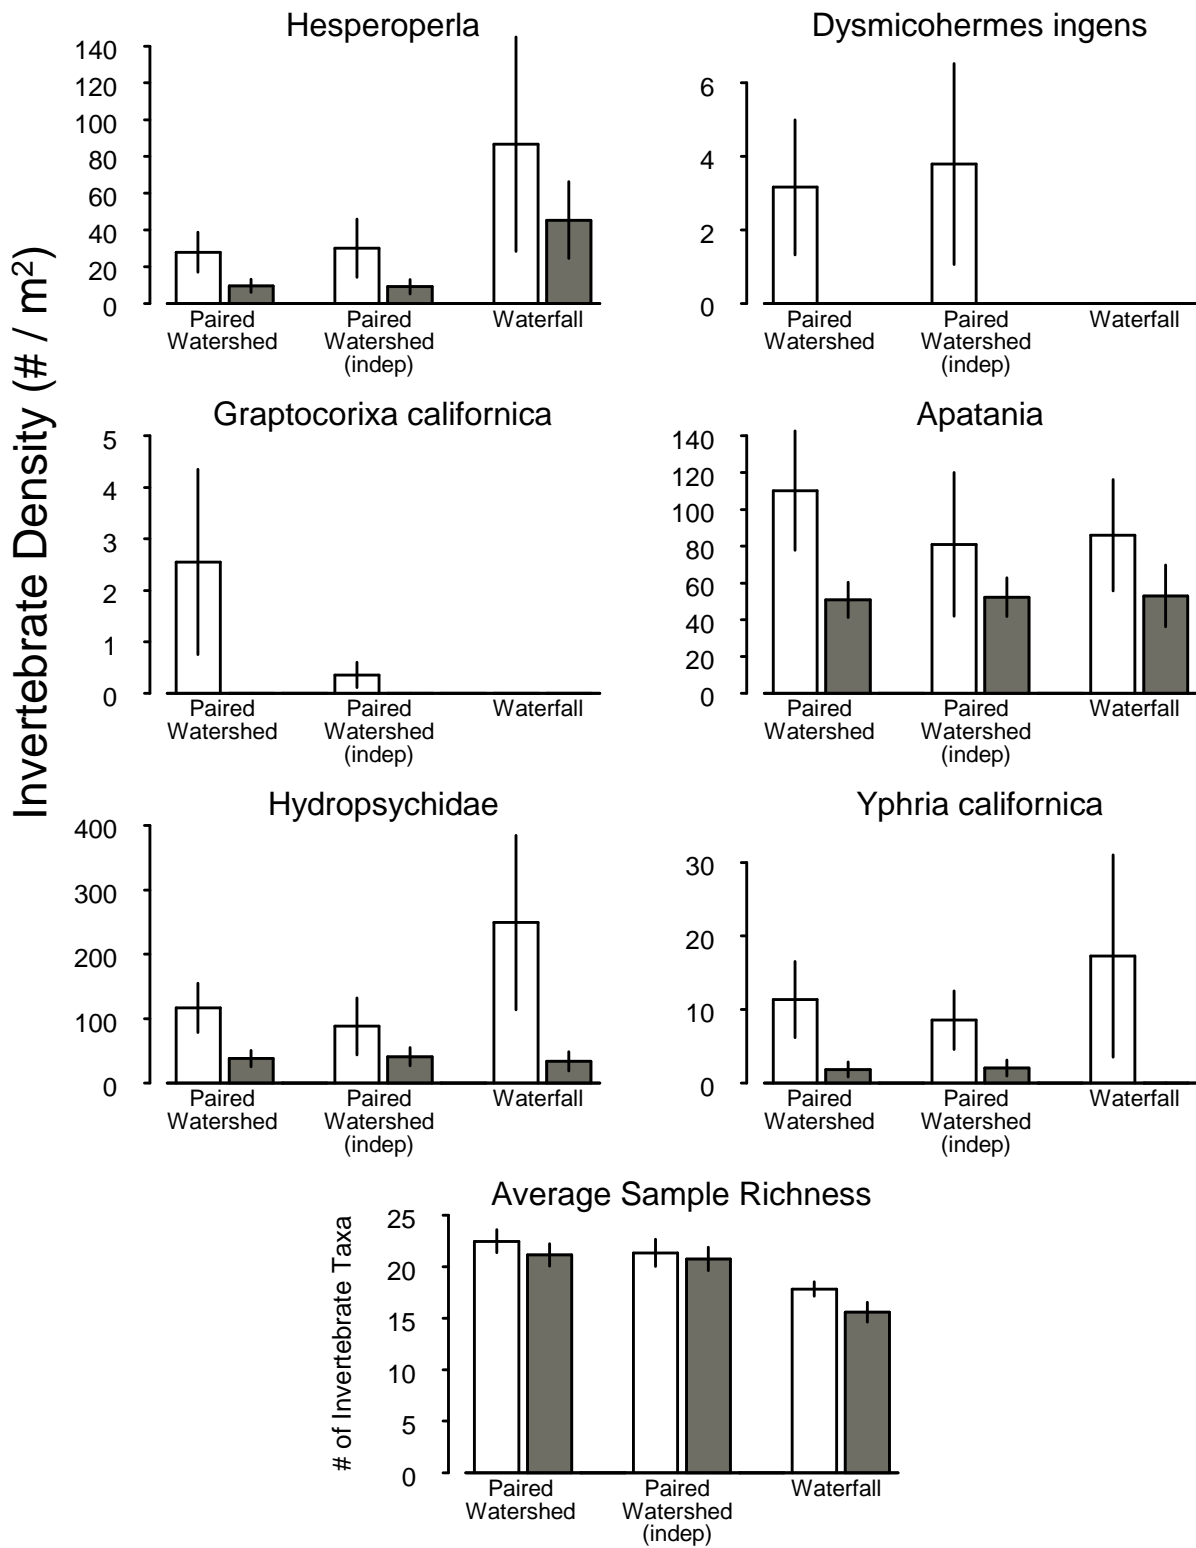 Invertebrate Density (# / m²)
Hesperoperla
140
120
100
80
60
40
20
0
Paired
Watershed
Paired
Watershed
(indep)
Waterfall
Dysmicohermes ingens
6
4
2
0
Paired
Watershed
Paired
Watershed
(indep)
Waterfall
Graptocorixa californica
5
4
3
2
1
0
Paired
Watershed
Paired
Watershed
(indep)
Waterfall
Apatania
140
120
100
80
60
40
20
0
Paired
Watershed
Paired
Watershed
(indep)
Waterfall
Hydropsychidae
400
300
200
100
0
Paired
Watershed
Paired
Watershed
(indep)
Waterfall
Yphria californica
30
20
10
0
Paired
Watershed
Paired
Watershed
(indep)
Waterfall
Average Sample Richness
# of Invertebrate Taxa
25
20
15
10
5
0
Paired
Watershed
Paired
Watershed
(indep)
Waterfall